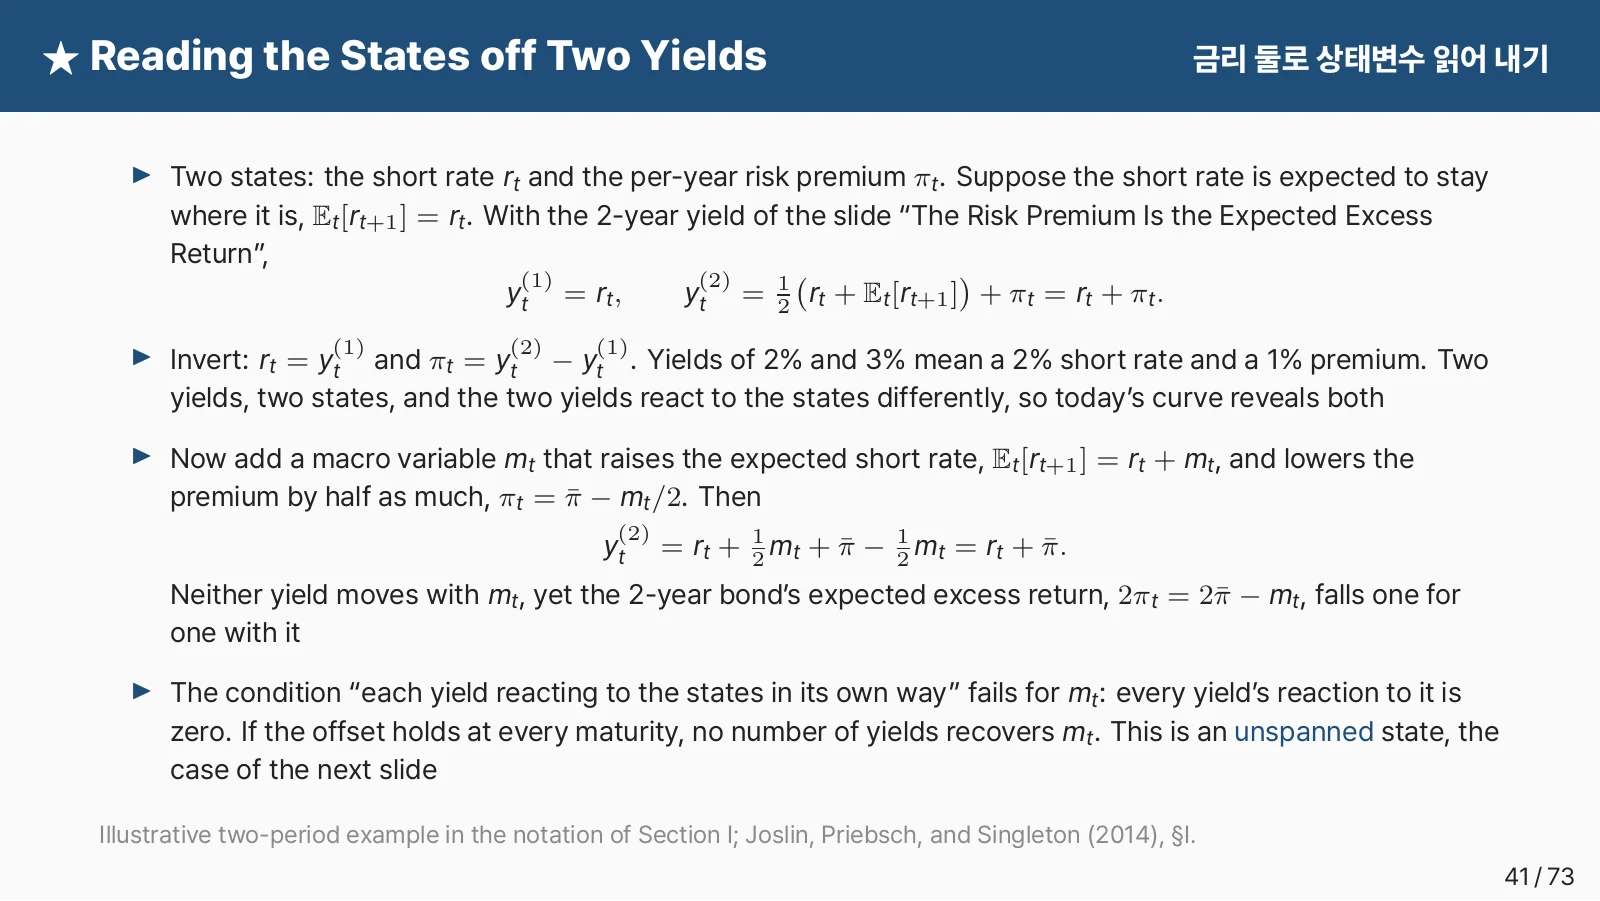 ★ Reading the States off Two Yields
금리 둘로 상태변수 읽어 내기
▶ Two states: the short rate r_t and the per-year risk premium π_t. Suppose the short rate is expected to stay
where it is, 𝔼_t[r_{t+1}] = r_t. With the 2-year yield of the slide “The Risk Premium Is the Expected Excess
Return”,
y_t^{(1)} = r_t, y_t^{(2)} = 1/2 (r_t + 𝔼_t[r_{t+1}]) + π_t = r_t + π_t.
▶ Invert: r_t = y_t^{(1)} and π_t = y_t^{(2)} − y_t^{(1)}. Yields of 2% and 3% mean a 2% short rate and a 1% premium. Two
yields, two states, and the two yields react to the states differently, so today’s curve reveals both
▶ Now add a macro variable m_t that raises the expected short rate, 𝔼_t[r_{t+1}] = r_t + m_t, and lowers the
premium by half as much, π_t = π̄ − m_t/2. Then
y_t^{(2)} = r_t + 1/2 m_t + π̄ − 1/2 m_t = r_t + π̄.
Neither yield moves with m_t, yet the 2-year bond’s expected excess return, 2π_t = 2π̄ − m_t, falls one for
one with it
▶ The condition “each yield reacting to the states in its own way” fails for m_t: every yield’s reaction to it is
zero. If the offset holds at every maturity, no number of yields recovers m_t. This is an unspanned state, the
case of the next slide
Illustrative two-period example in the notation of Section I; Joslin, Priebsch, and Singleton (2014), §I.
41 / 73